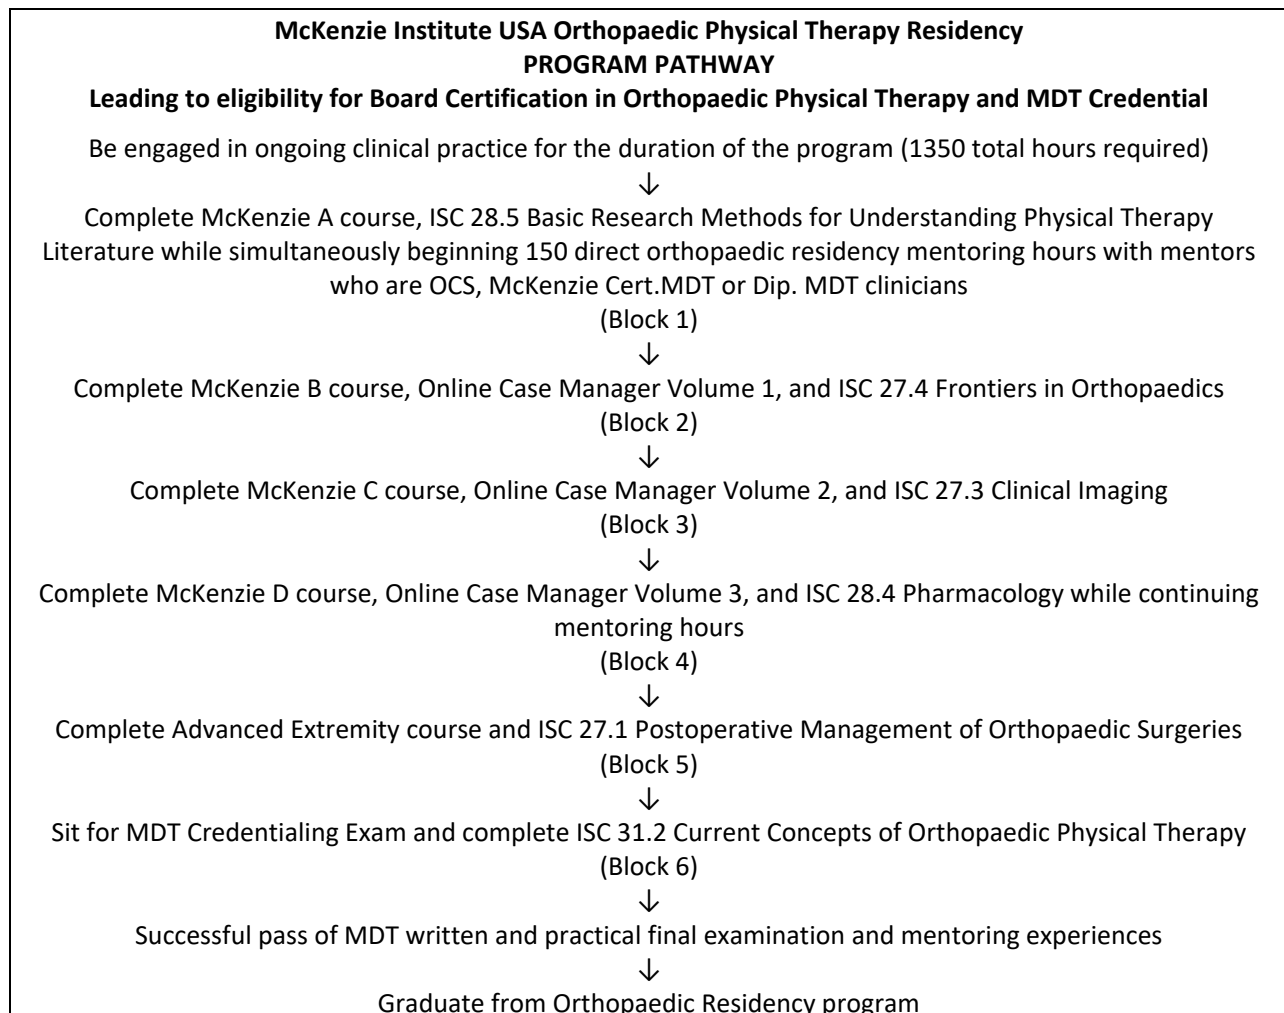 McKenzie Institute USA Orthopaedic Physical Therapy Residency
PROGRAM PATHWAY
Leading to eligibility for Board Certification in Orthopaedic Physical Therapy and MDT Credential
Be engaged in ongoing clinical practice for the duration of the program (1350 total hours required)
↓
Complete McKenzie A course, ISC 28.5 Basic Research Methods for Understanding Physical Therapy
Literature while simultaneously beginning 150 direct orthopaedic residency mentoring hours with mentors
who are OCS, McKenzie Cert.MDT or Dip. MDT clinicians
(Block 1)
↓
Complete McKenzie B course, Online Case Manager Volume 1, and ISC 27.4 Frontiers in Orthopaedics
(Block 2)
↓
Complete McKenzie C course, Online Case Manager Volume 2, and ISC 27.3 Clinical Imaging
(Block 3)
↓
Complete McKenzie D course, Online Case Manager Volume 3, and ISC 28.4 Pharmacology while continuing
mentoring hours
(Block 4)
↓
Complete Advanced Extremity course and ISC 27.1 Postoperative Management of Orthopaedic Surgeries
(Block 5)
↓
Sit for MDT Credentialing Exam and complete ISC 31.2 Current Concepts of Orthopaedic Physical Therapy
(Block 6)
↓
Successful pass of MDT written and practical final examination and mentoring experiences
↓
Graduate from Orthopaedic Residency program